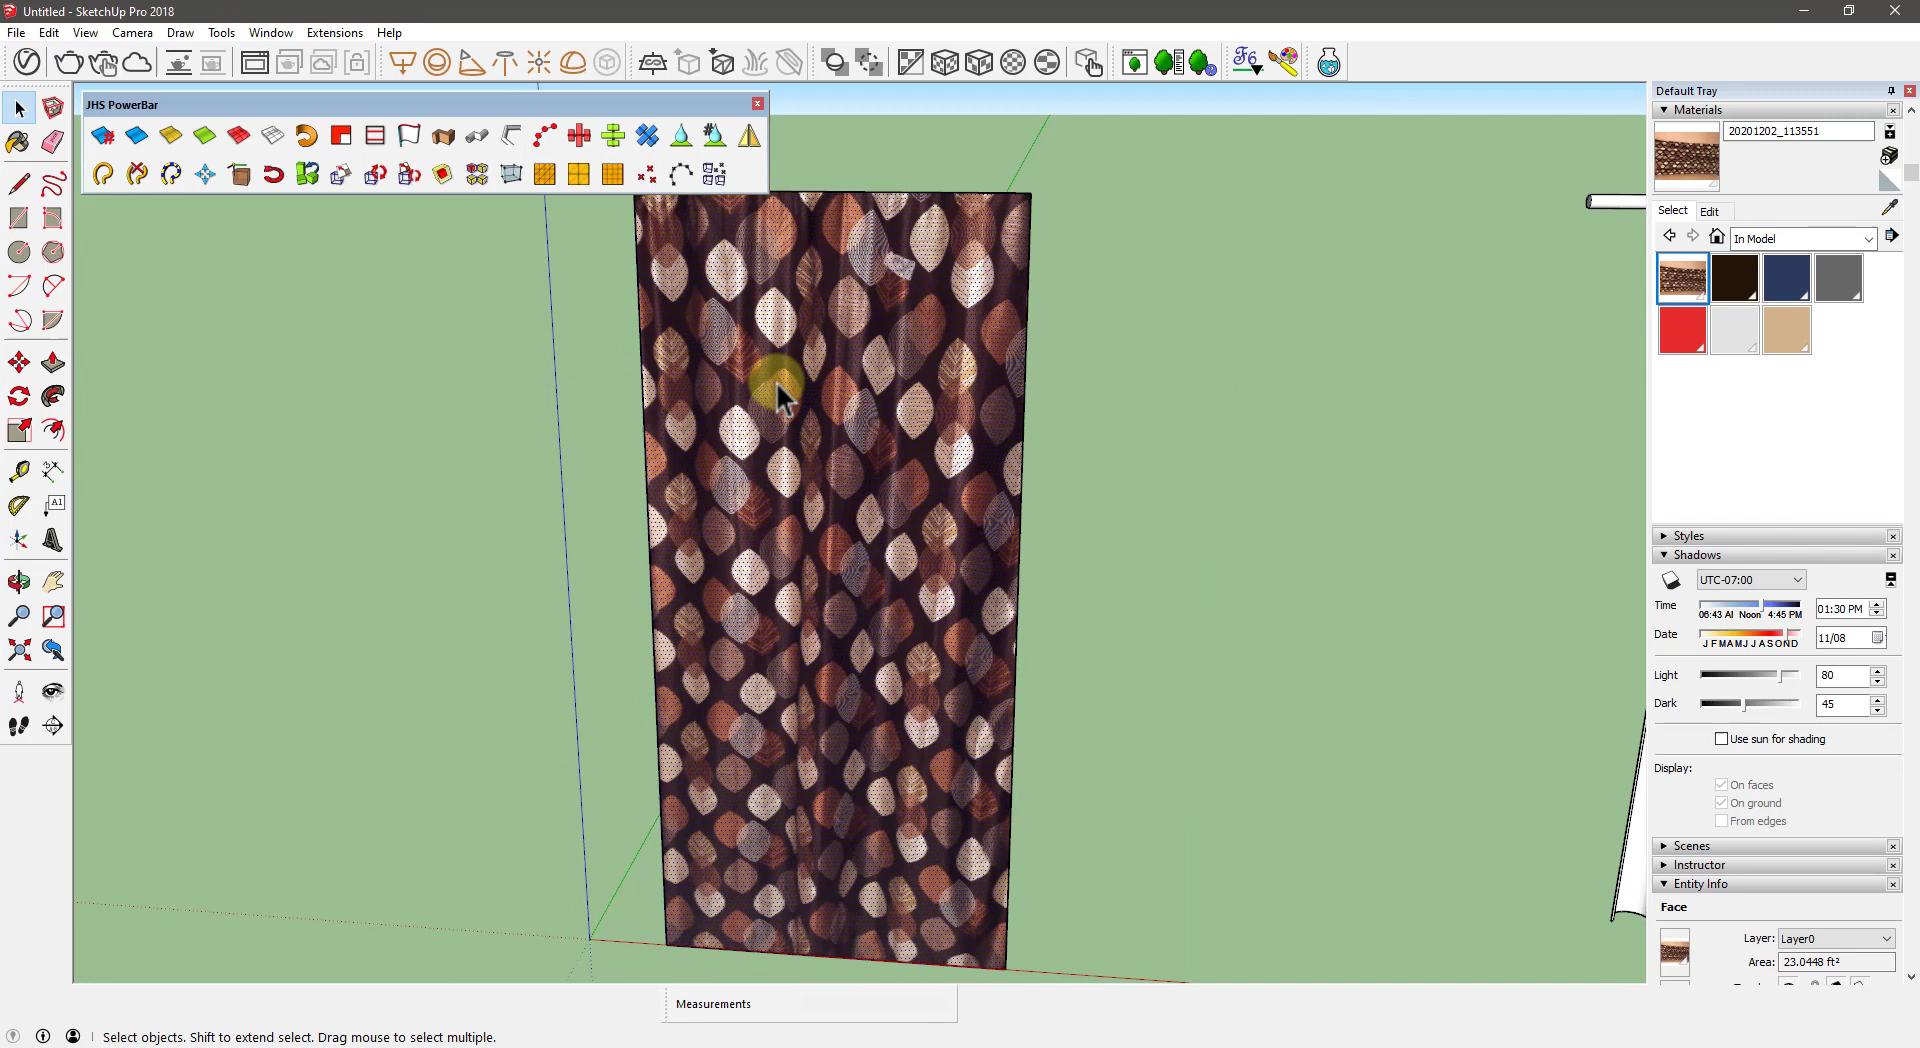 Untitled - SketchUp Pro 2018
File Edit View Camera Draw Tools Window Extensions Help
F6
JHS PowerBar
#
#
A1
Default Tray
Materials
20201202_113551
Select Edit
In Model
Styles
Shadows
UTC-07:00
Time 06:43 AI Noon 4:45 PM 01:30 PM
Date J F M A M J J A S O N D 11/08
Light 80
Dark 45
Use sun for shading
Display:
On faces
On ground
From edges
Scenes
Instructor
Entity Info
Face
Layer: Layer0
Area: 23.0448 ft²
Measurements
Select objects. Shift to extend select. Drag mouse to select multiple.